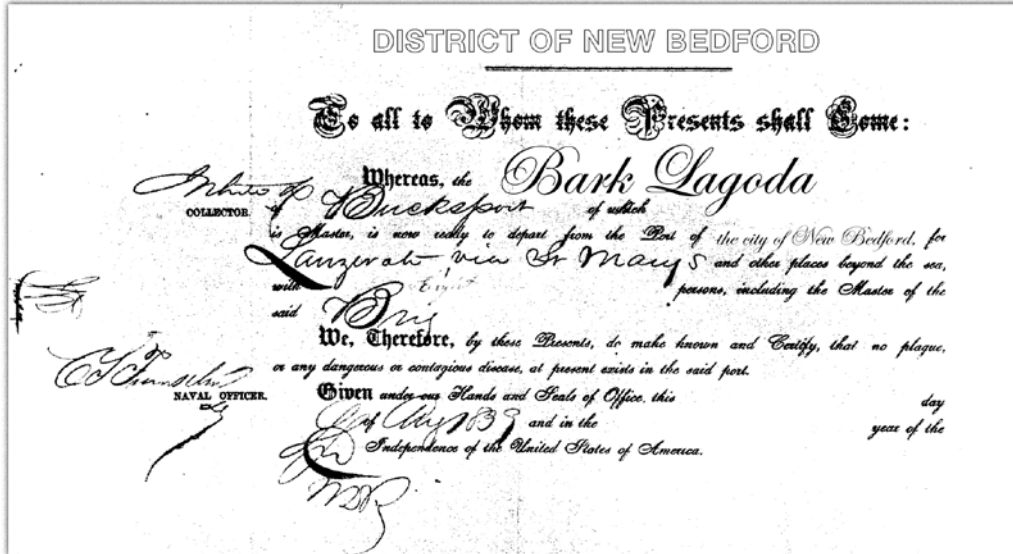 DISTRICT OF NEW BEDFORD
To all to Whom these Presents shall Come:
Whereas, the Bark Lagoda
COLLECTOR. of Bucksport of which
is Master, is now ready to depart from the Port of the city of New Bedford, for
via St Marys and other places beyond the sea,
with persons, including the Master of the
said Brig
We, Therefore, by these Presents, do make known and Certify, that no plague,
or any dangerous or contagious disease, at present exists in the said port.
NAVAL OFFICER. Given under our Hands and Seals of Office, this day
of Aug 1839 and in the year of the
Independence of the United States of America.